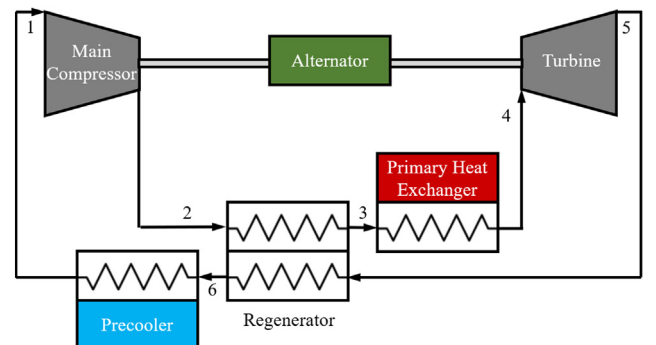 1
Main
Compressor
Alternator
Turbine
5
4
Primary Heat
Exchanger
2
3
6
Precooler
Regenerator